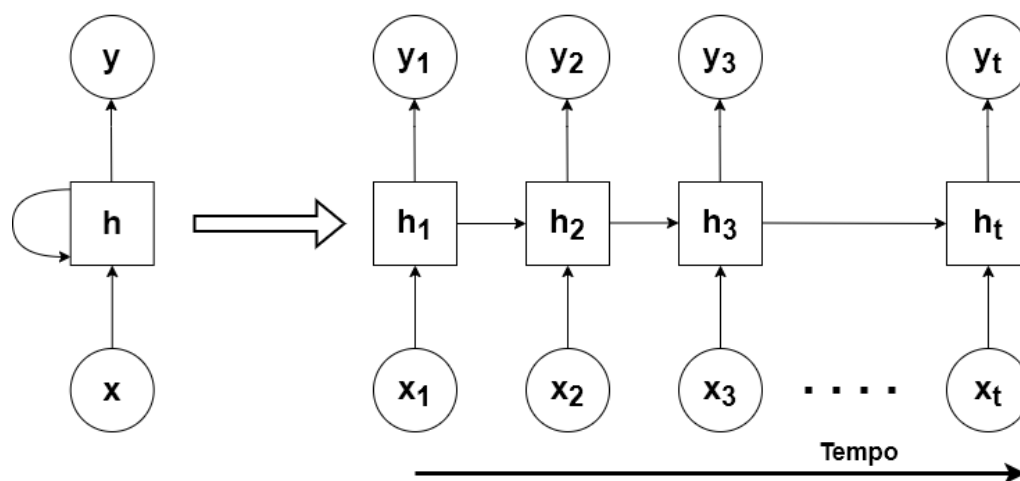 y y₁ y₂ y₃ yₜ
h h₁ h₂ h₃ hₜ
x x₁ x₂ x₃ . . . . xₜ
Tempo